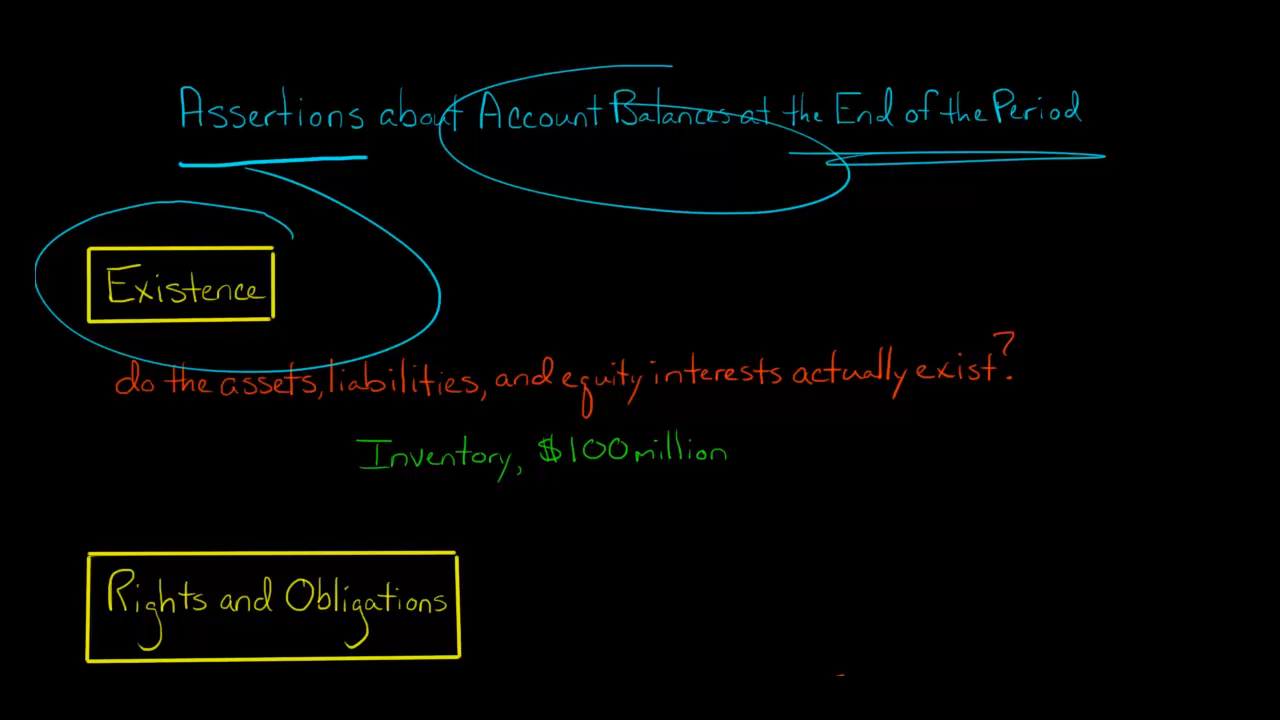 Assertions about Account Balances at the End of the Period
Existence
do the assets, liabilities, and equity interests actually exist?
Inventory, $100 million
Rights and Obligations